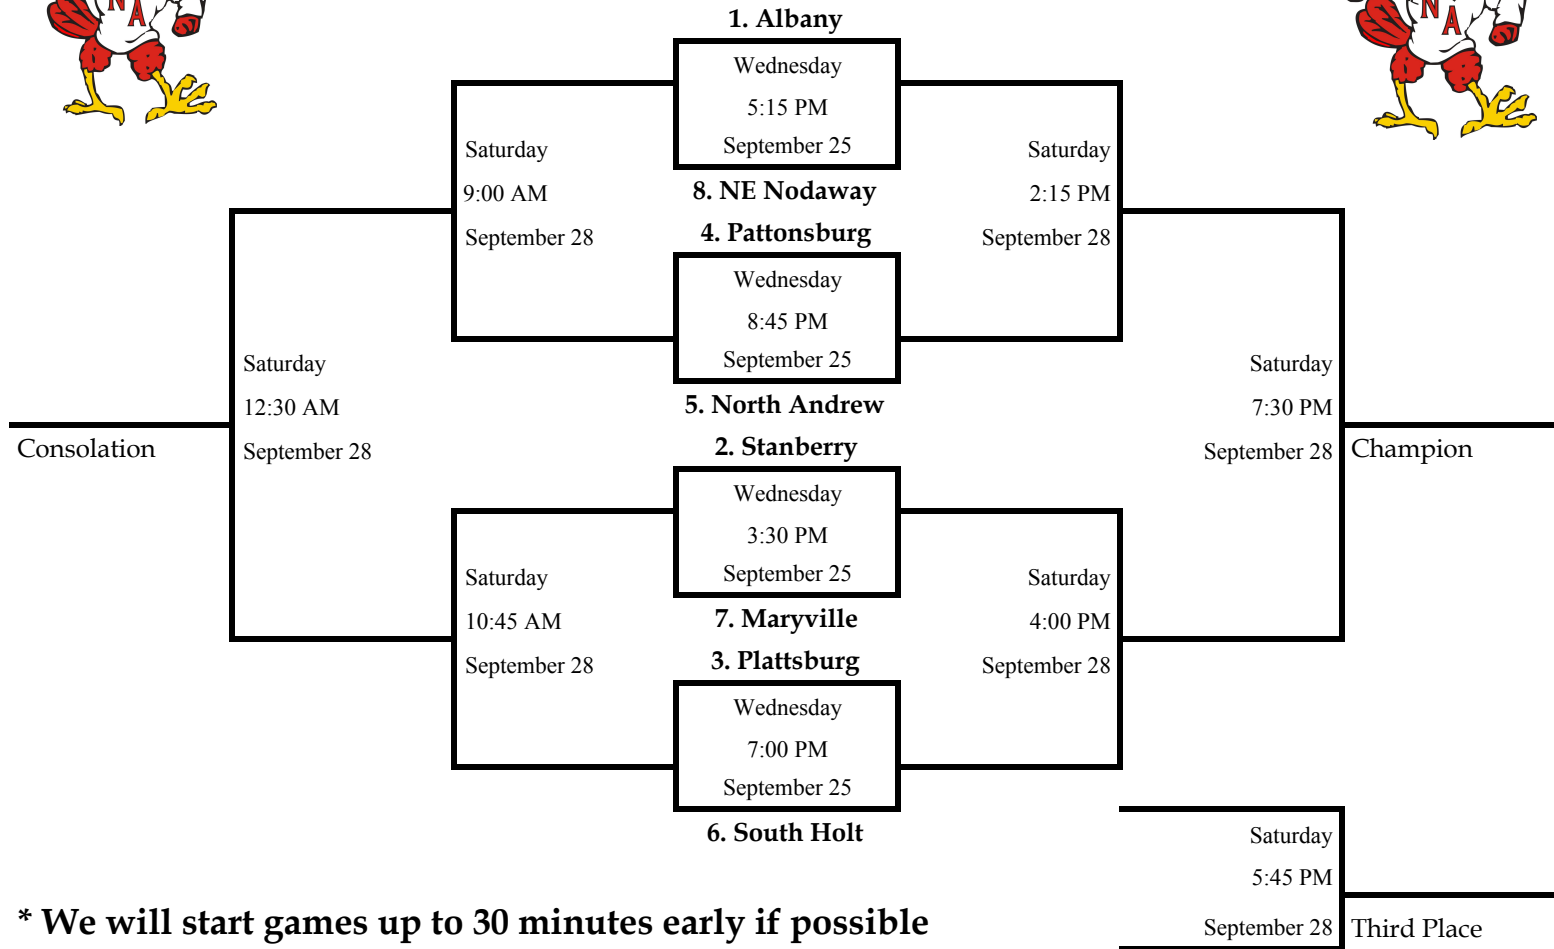 NA
NA
1. Albany
Wednesday
5:15 PM
September 25
8. NE Nodaway
Saturday
9:00 AM
September 28
Saturday
2:15 PM
September 28
4. Pattonsburg
Wednesday
8:45 PM
September 25
5. North Andrew
Saturday
12:30 AM
September 28
Consolation
Saturday
7:30 PM
September 28
Champion
2. Stanberry
Wednesday
3:30 PM
September 25
7. Maryville
Saturday
10:45 AM
September 28
Saturday
4:00 PM
September 28
3. Plattsburg
Wednesday
7:00 PM
September 25
6. South Holt
Saturday
5:45 PM
September 28
Third Place
* We will start games up to 30 minutes early if possible